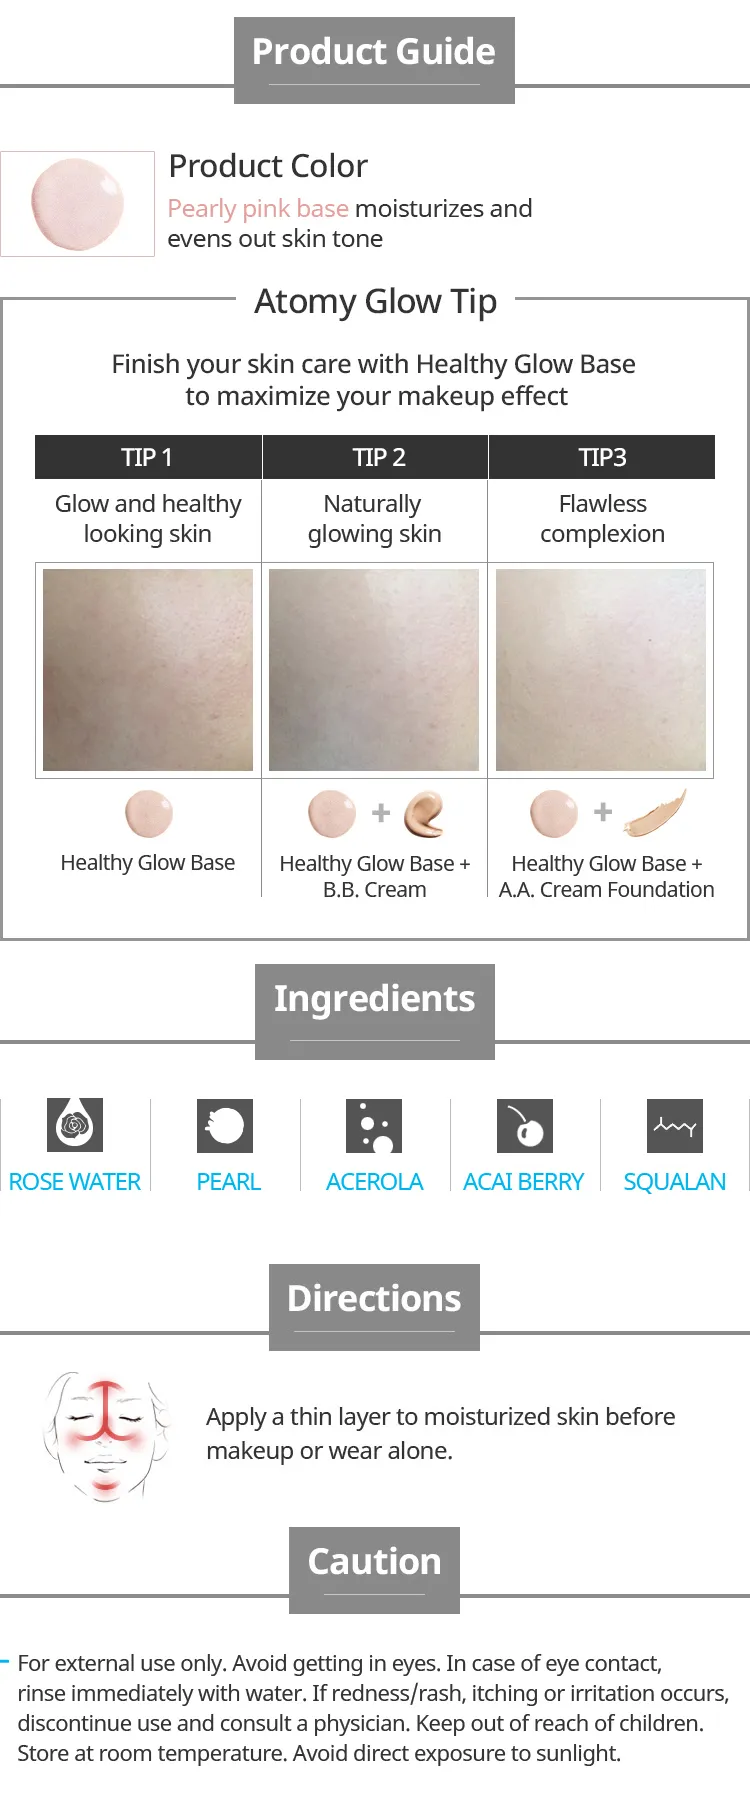 Product Guide
Product Color
Pearly pink base moisturizes and
evens out skin tone
Atomy Glow Tip
Finish your skin care with Healthy Glow Base
to maximize your makeup effect
TIP 1
TIP 2
TIP3
Glow and healthy
looking skin
Naturally
glowing skin
Flawless
complexion
Healthy Glow Base
Healthy Glow Base +
B.B. Cream
Healthy Glow Base +
A.A. Cream Foundation
Ingredients
ROSE WATER
PEARL
ACEROLA
ACAI BERRY
SQUALAN
Directions
Apply a thin layer to moisturized skin before
makeup or wear alone.
Caution
- For external use only. Avoid getting in eyes. In case of eye contact,
rinse immediately with water. If redness/rash, itching or irritation occurs,
discontinue use and consult a physician. Keep out of reach of children.
Store at room temperature. Avoid direct exposure to sunlight.